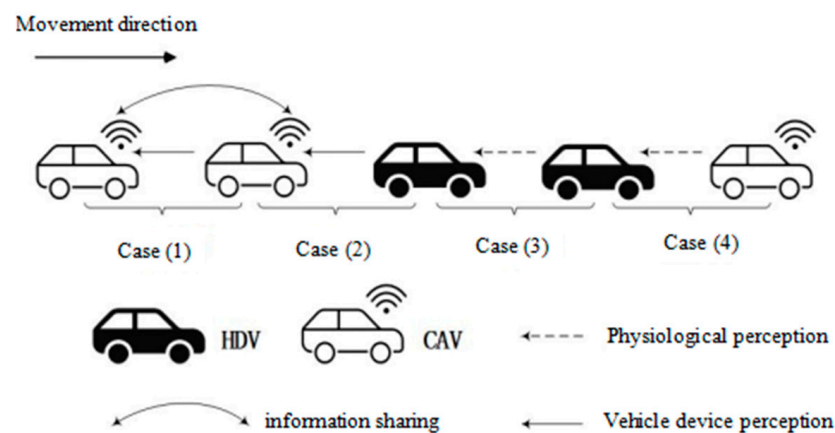 Movement direction
Case (1)
Case (2)
Case (3)
Case (4)
HDV
CAV
Physiological perception
information sharing
Vehicle device perception